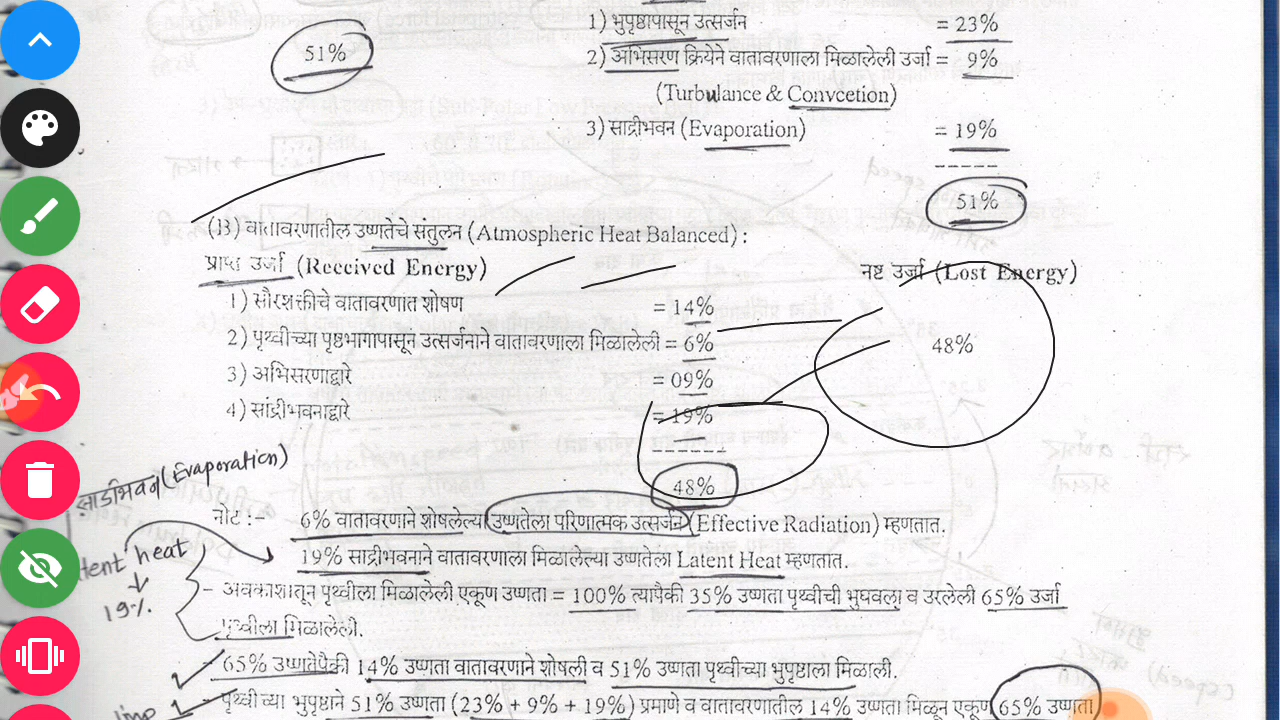 1) भुपृष्ठापासून उत्सर्जन = 23%
51%
2) अभिसरण क्रियेने वातावरणाला मिळालेली उर्जा = 9%
(Turbulance & Convcetion)
3) साद्रीभवन (Evaporation) = 19%
51%
(13) वातावरणातील उष्णतेचे संतुलन (Atmospheric Heat Balanced) :
प्राप्त उर्जा (Received Energy) नष्ट उर्जा (Lost Energy)
1) सौरशक्तीचे वातावरणात शोषण = 14%
2) पृथ्वीच्या पृष्ठभागापासून उत्सर्जनाने वातावरणाला मिळालेली = 6% 48%
3) अभिसरणाद्वारे = 09%
4) सांद्रीभवनाद्वारे = 19%
48%
(Evaporation)
नोट :- 6% वातावरणाने शोषलेल्या उष्णतेला परिणात्मक उत्सर्जन (Effective Radiation) म्हणतात.
tent heat
19% साद्रीभवनाने वातावरणाला मिळालेल्या उष्णतेला Latent Heat म्हणतात.
19%.
- अवकाशातून पृथ्वीला मिळालेली एकूण उष्णता = 100% त्यापैकी 35% उष्णता पृथ्वीची भुधवला व उरलेली 65% उर्जा
पृथ्वीला मिळालेली.
- 65% उष्णतेपैकी 14% उष्णता वातावरणाने शोषली व 51% उष्णता पृथ्वीच्या भुपृष्ठाला मिळाली.
imp
- पृथ्वीच्या भुपृष्ठाने 51% उष्णता (23% + 9% + 19%) प्रमाणे व वातावरणातील 14% उष्णता मिळून एकूण 65% उष्णता